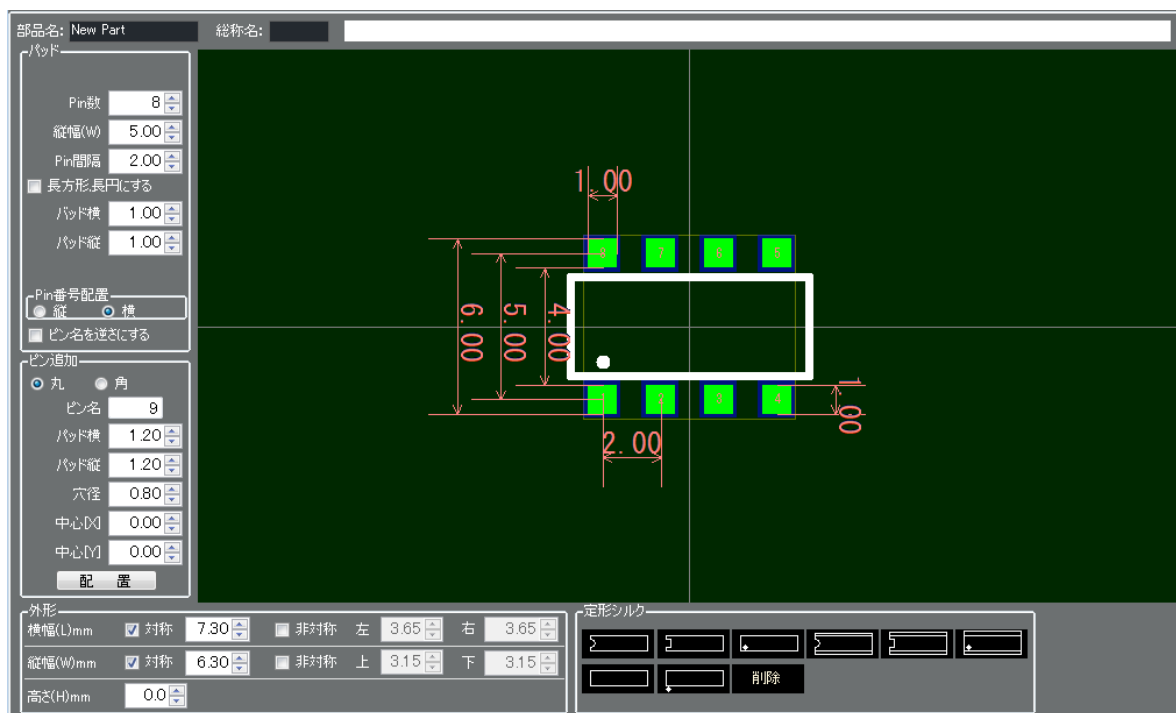 部品名: New Part 総称名:
パッド
Pin数 8
縦幅(W) 5.00
Pin間隔 2.00
長方形,長円にする
パッド横 1.00
パッド縦 1.00
Pin番号配置
縦 横
ピン名を逆さにする
ピン追加
丸 角
ピン名 9
パッド横 1.20
パッド縦 1.20
穴径 0.80
中心[X] 0.00
中心[Y] 0.00
配 置
1.00
8 7 6 5
6.00 5.00 4.00
1 2 3 4
1.00
2.00
外形
横幅(L)mm 対称 7.30 非対称 左 3.65 右 3.65
縦幅(W)mm 対称 6.30 非対称 上 3.15 下 3.15
高さ(H)mm 0.0
定形シルク
削除